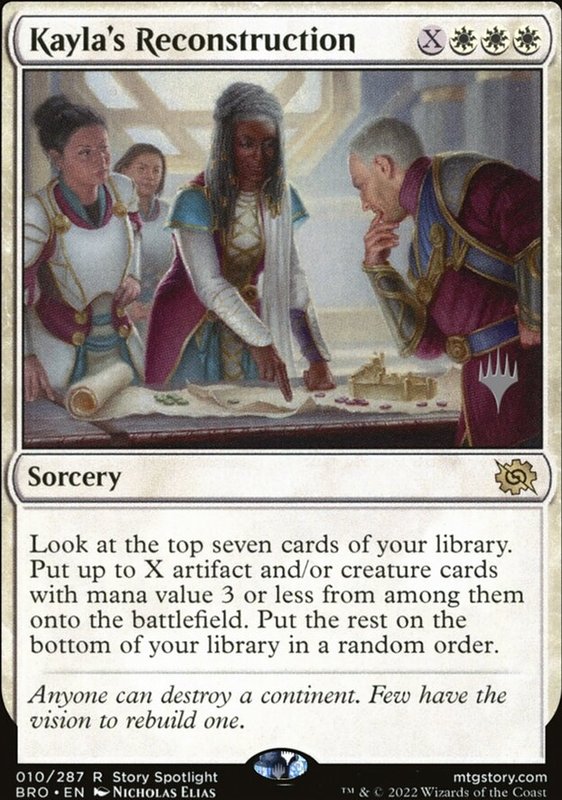 Kayla's Reconstruction X
Sorcery
Look at the top seven cards of your library.
Put up to X artifact and/or creature cards
with mana value 3 or less from among them
onto the battlefield. Put the rest on the
bottom of your library in a random order.
Anyone can destroy a continent. Few have the
vision to rebuild one.
010/287 R Story Spotlight mtgstory.com
BRO • EN Nicholas Elias ™ & © 2022 Wizards of the Coast